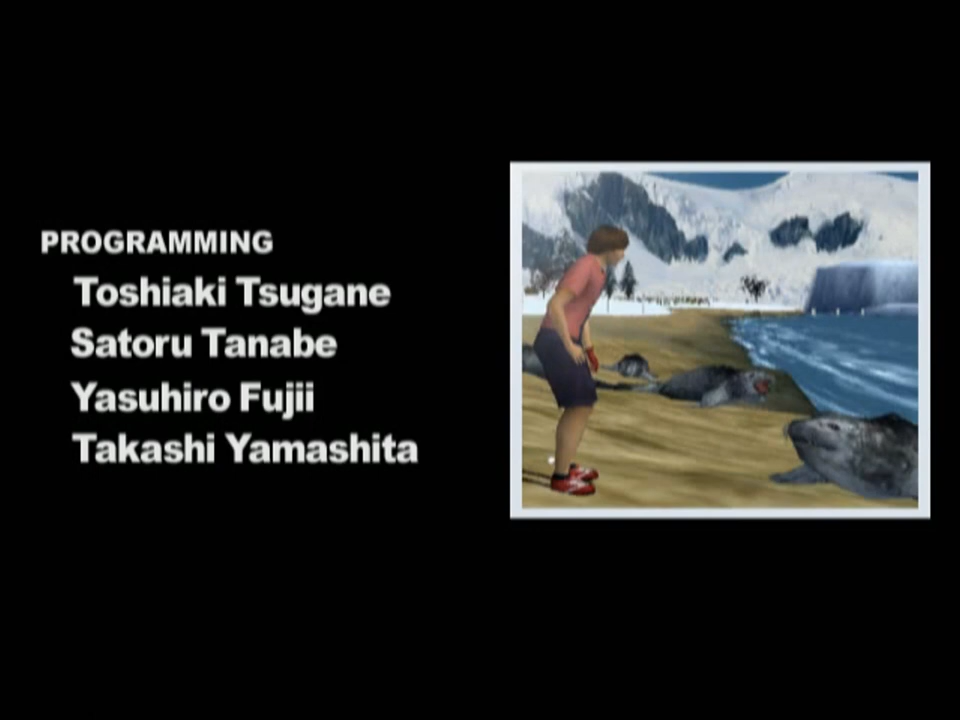 PROGRAMMING
Toshiaki Tsugane
Satoru Tanabe
Yasuhiro Fujii
Takashi Yamashita